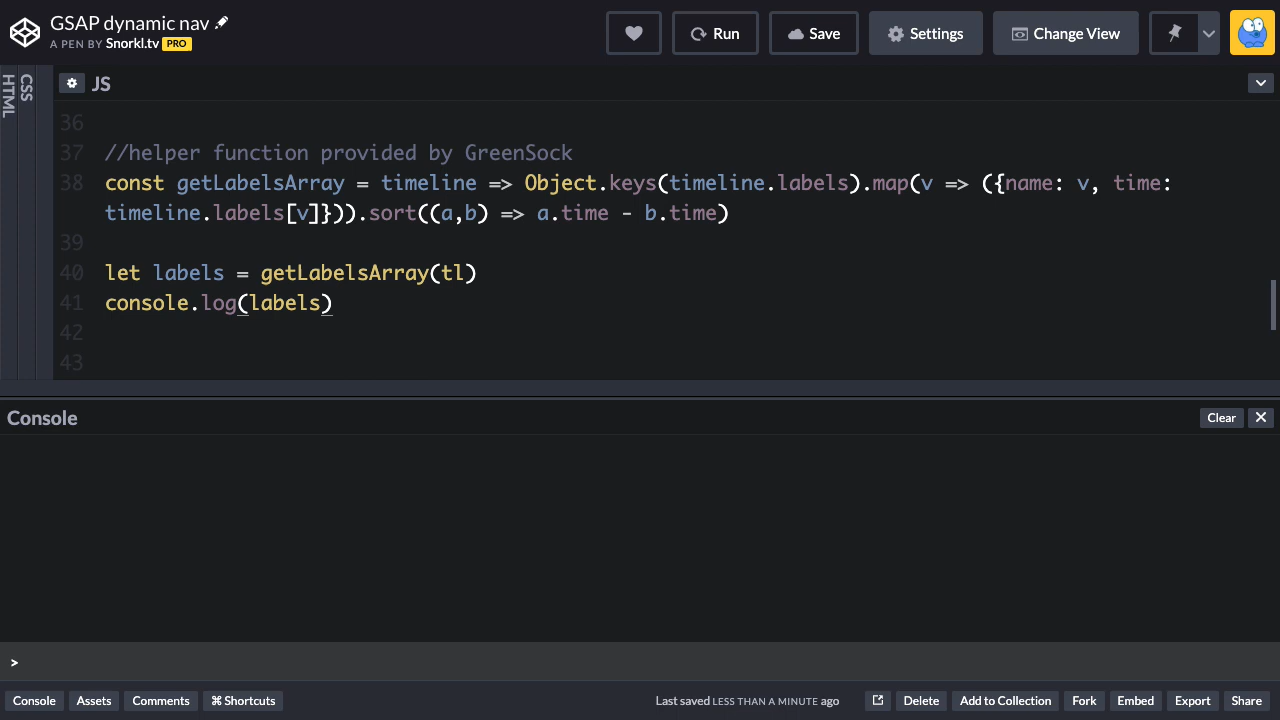 GSAP dynamic nav
A PEN BY Snorkl.tv PRO
Run
Save
Settings
Change View
HTML
CSS
JS
36
37 //helper function provided by GreenSock
38 const getLabelsArray = timeline => Object.keys(timeline.labels).map(v => ({name: v, time:
timeline.labels[v]})).sort((a,b) => a.time - b.time)
39
40 let labels = getLabelsArray(tl)
41 console.log(labels)
42
43
Console
Clear
>
Console Assets Comments ⌘ Shortcuts Last saved LESS THAN A MINUTE ago Delete Add to Collection Fork Embed Export Share